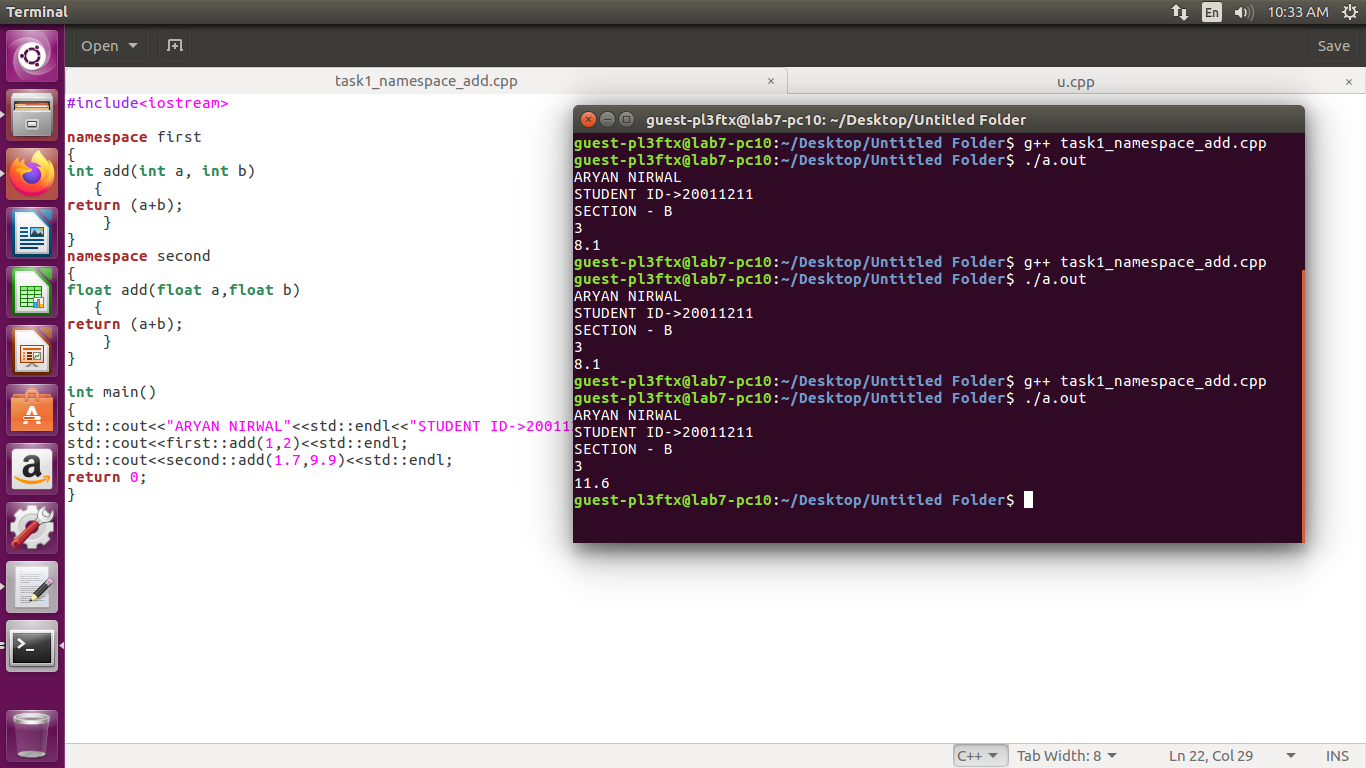 Terminal
En
10:33 AM
Open
Save
task1_namespace_add.cpp ×
u.cpp ×
#include<iostream>
namespace first
{
int add(int a, int b)
   {
return (a+b);
    }
}
namespace second
{
float add(float a,float b)
   {
return (a+b);
    }
}
int main()
{
std::cout<<"ARYAN NIRWAL"<<std::endl<<"STUDENT ID->20011
std::cout<<first::add(1,2)<<std::endl;
std::cout<<second::add(1.7,9.9)<<std::endl;
return 0;
}
guest-pl3ftx@lab7-pc10: ~/Desktop/Untitled Folder
guest-pl3ftx@lab7-pc10:~/Desktop/Untitled Folder$ g++ task1_namespace_add.cpp
guest-pl3ftx@lab7-pc10:~/Desktop/Untitled Folder$ ./a.out
ARYAN NIRWAL
STUDENT ID->20011211
SECTION - B
3
8.1
guest-pl3ftx@lab7-pc10:~/Desktop/Untitled Folder$ g++ task1_namespace_add.cpp
guest-pl3ftx@lab7-pc10:~/Desktop/Untitled Folder$ ./a.out
ARYAN NIRWAL
STUDENT ID->20011211
SECTION - B
3
8.1
guest-pl3ftx@lab7-pc10:~/Desktop/Untitled Folder$ g++ task1_namespace_add.cpp
guest-pl3ftx@lab7-pc10:~/Desktop/Untitled Folder$ ./a.out
ARYAN NIRWAL
STUDENT ID->20011211
SECTION - B
3
11.6
guest-pl3ftx@lab7-pc10:~/Desktop/Untitled Folder$
C++ Tab Width: 8 Ln 22, Col 29 INS